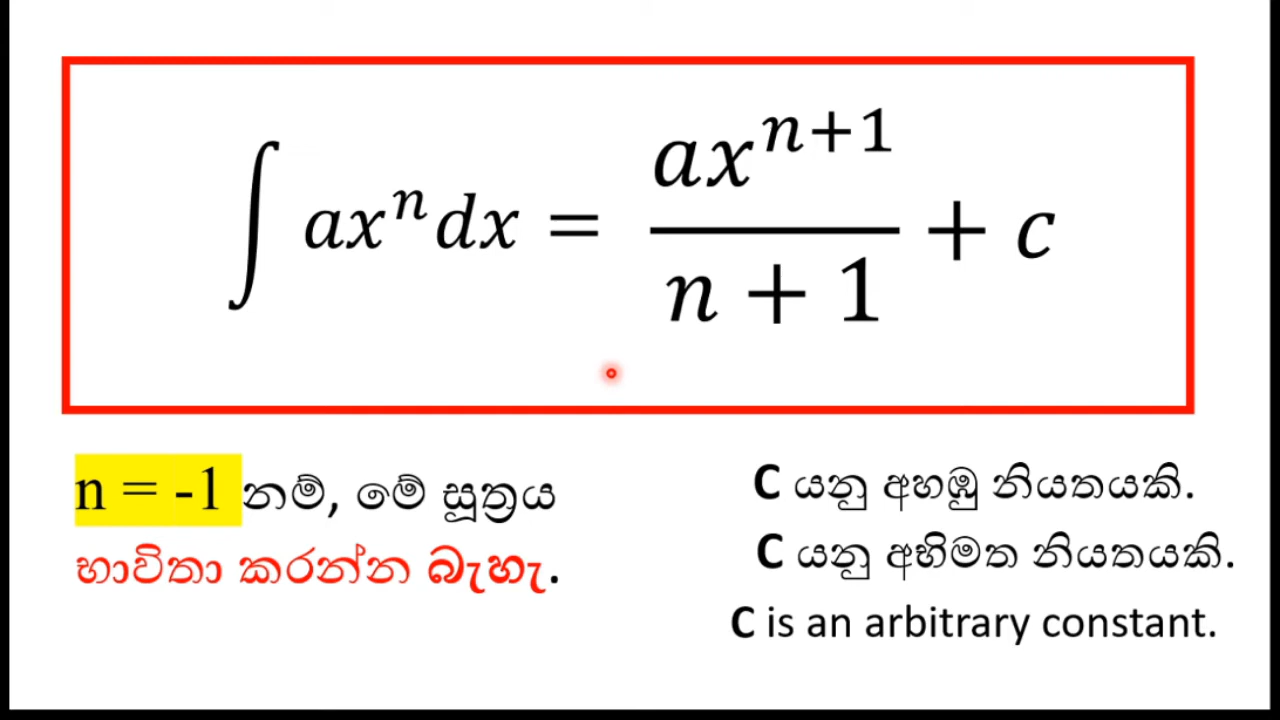 ∫ ax^n dx = ax^{n+1} / (n + 1) + c
n = -1 නම්, මේ සූත්‍රය
භාවිතා කරන්න බැහැ.
C යනු අහඹු නියතයකි.
C යනු අභිමත නියතයකි.
C is an arbitrary constant.